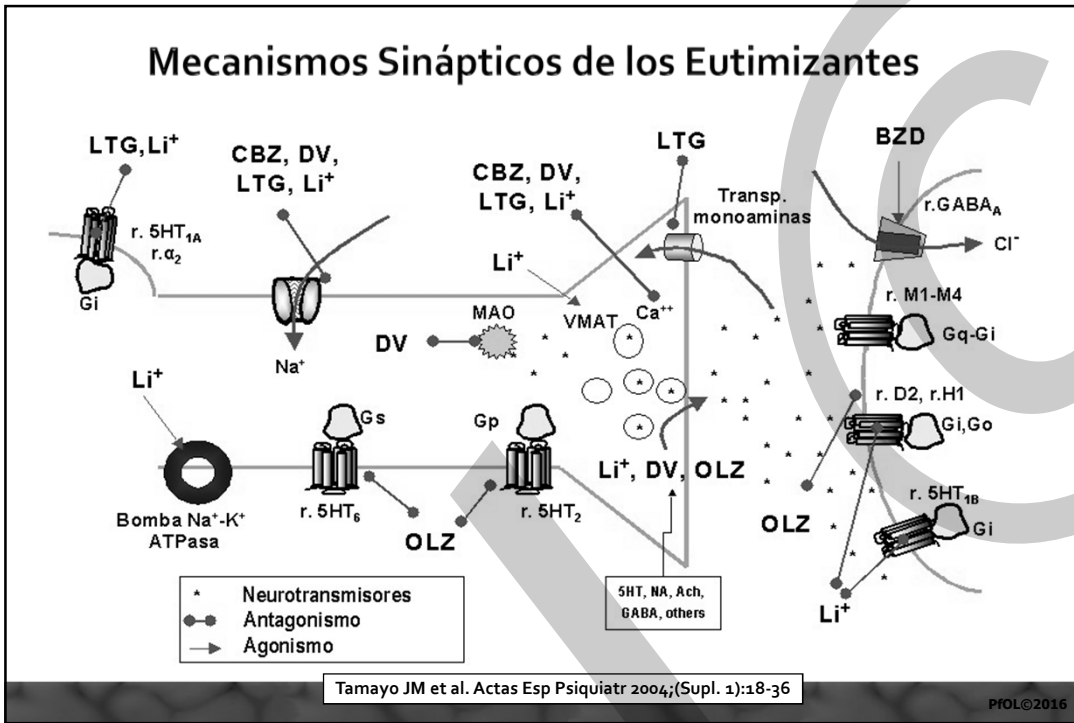 Mecanismos Sinápticos de los Eutimizantes
LTG,Li⁺
r. 5HT₁A
r.α₂
Gi
CBZ, DV,
LTG, Li⁺
Na⁺
CBZ, DV,
LTG, Li⁺
LTG
Transp.
monoaminas
BZD
r.GABA_A
Cl⁻
Li⁺
MAO
VMAT
Ca⁺⁺
DV
r. M1-M4
Gq-Gi
Li⁺
Bomba Na⁺-K⁺
ATPasa
Gs
r. 5HT₆
Gp
r. 5HT₂
OLZ
Li⁺, DV, OLZ
r. D2, r.H1
Gi,Go
OLZ
r. 5HT₁B
Gi
Li⁺
* Neurotransmisores
Antagonismo
Agonismo
5HT, NA, Ach,
GABA, others
Tamayo JM et al. Actas Esp Psiquiatr 2004;(Supl. 1):18-36
PfOL©2016